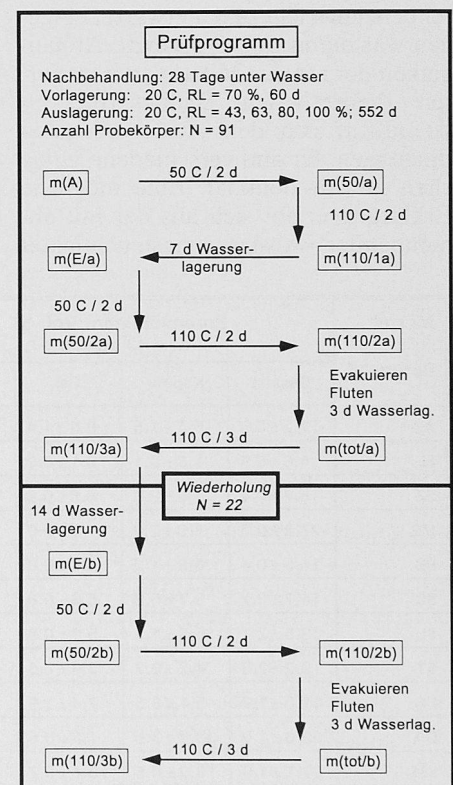 Prüfprogramm
Nachbehandlung: 28 Tage unter Wasser
Vorlagerung: 20 C, RL = 70 %, 60 d
Auslagerung: 20 C, RL = 43, 63, 80, 100 %; 552 d
Anzahl Probekörper: N = 91
m(A)
50 C / 2 d
m(50/a)
110 C / 2 d
m(E/a)
7 d Wasser-
lagerung
m(110/1a)
50 C / 2 d
m(50/2a)
110 C / 2 d
m(110/2a)
Evakuieren
Fluten
3 d Wasserlag.
m(110/3a)
110 C / 3 d
m(tot/a)
Wiederholung
N = 22
14 d Wasser-
lagerung
m(E/b)
50 C / 2 d
m(50/2b)
110 C / 2 d
m(110/2b)
Evakuieren
Fluten
3 d Wasserlag.
m(110/3b)
110 C / 3 d
m(tot/b)